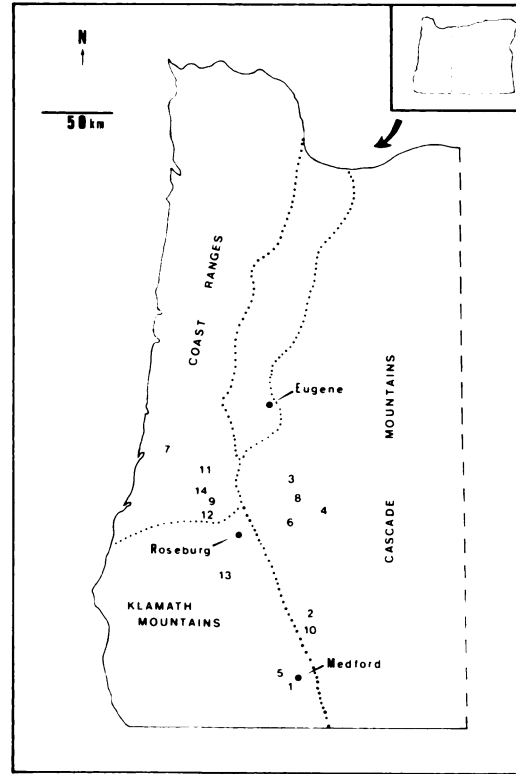 N
50 km
COAST RANGES
Eugene
MOUNTAINS
CASCADE
7
11
3
14
8
9
4
12
6
Roseburg
13
KLAMATH
MOUNTAINS
2
10
Medford
5
1